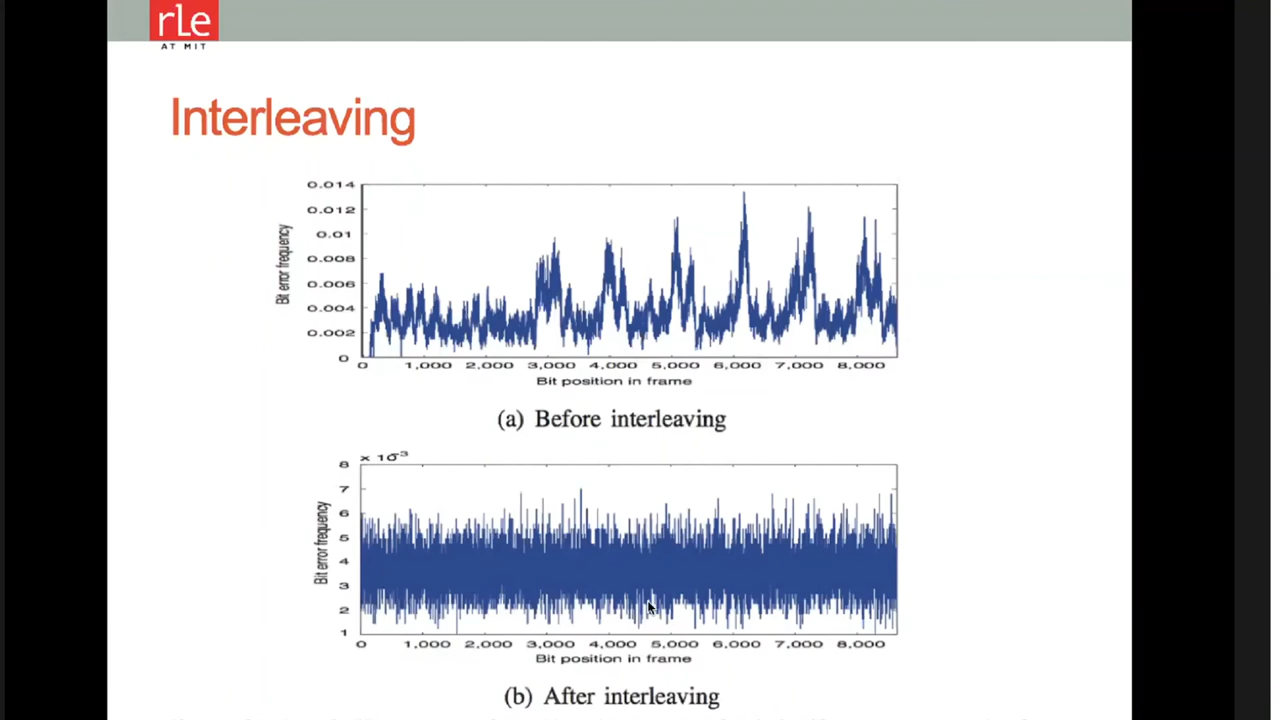 rLe
AT MIT
Interleaving
0.014
0.012
0.01
0.008
0.006
0.004
0.002
0
Bit error frequency
0 1,000 2,000 3,000 4,000 5,000 6,000 7,000 8,000
Bit position in frame
(a) Before interleaving
× 10⁻³
8
7
6
5
4
3
2
1
Bit error frequency
0 1,000 2,000 3,000 4,000 5,000 6,000 7,000 8,000
Bit position in frame
(b) After interleaving